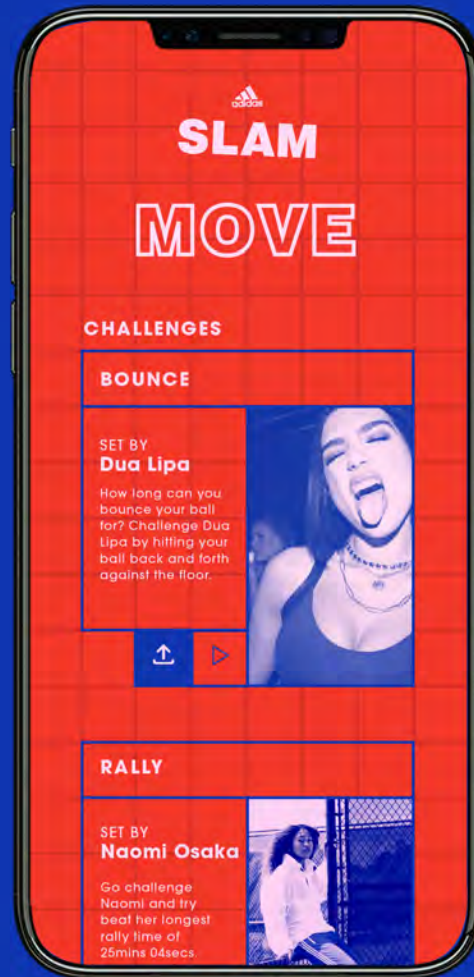 adidas
SLAM
MOVE
CHALLENGES
BOUNCE
SET BY
Dua Lipa
How long can you
bounce your ball
for? Challenge Dua
Lipa by hitting your
ball back and forth
against the floor.
RALLY
SET BY
Naomi Osaka
Go challenge
Naomi and try
beat her longest
rally time of
25mins 04secs